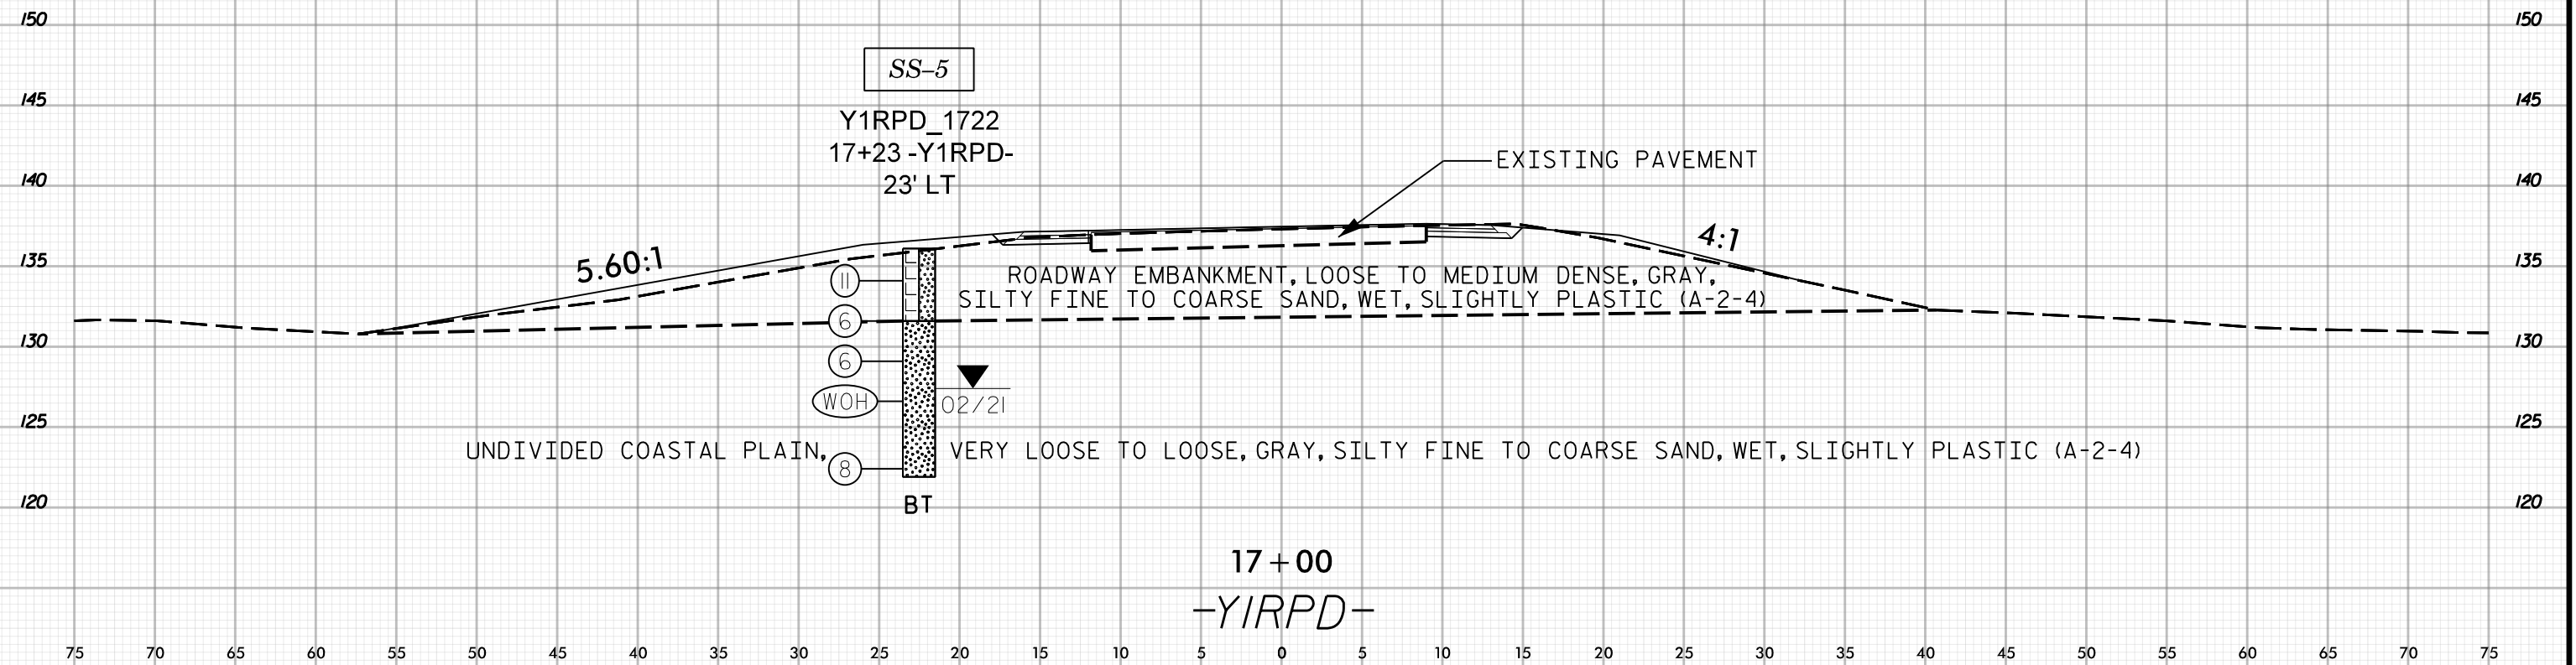 150 150
SS–5
145 145
Y1RPD_1722
17+23 -Y1RPD-
23' LT
140 140
EXISTING PAVEMENT
5.60:1
4:1
135 135
ROADWAY EMBANKMENT, LOOSE TO MEDIUM DENSE, GRAY,
SILTY FINE TO COARSE SAND, WET, SLIGHTLY PLASTIC (A-2-4)
11
6
130 130
6
WOH
02/21
125 125
UNDIVIDED COASTAL PLAIN, VERY LOOSE TO LOOSE, GRAY, SILTY FINE TO COARSE SAND, WET, SLIGHTLY PLASTIC (A-2-4)
8
120 120
BT
17+00
-Y1RPD-
75 70 65 60 55 50 45 40 35 30 25 20 15 10 5 0 5 10 15 20 25 30 35 40 45 50 55 60 65 70 75